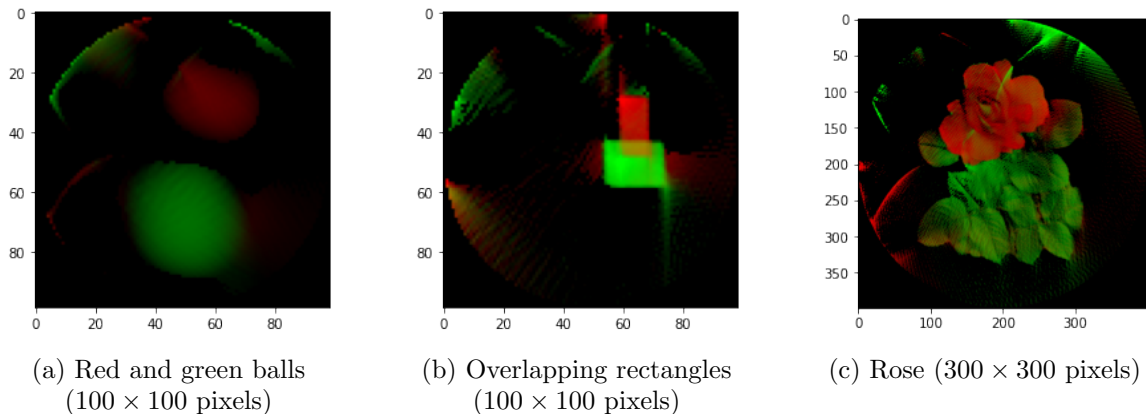 0
20
40
60
80
0 20 40 60 80
(a) Red and green balls
(100 × 100 pixels)
0
20
40
60
80
0 20 40 60 80
(b) Overlapping rectangles
(100 × 100 pixels)
0
50
100
150
200
250
300
350
0 100 200 300
(c) Rose (300 × 300 pixels)